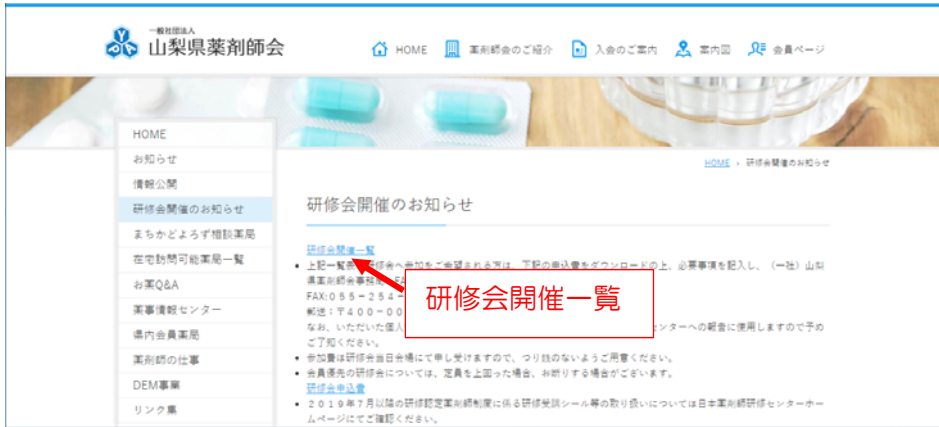 一般社団法人
山梨県薬剤師会
HOME 薬剤師会のご紹介 入会のご案内 案内図 会員ページ
HOME
お知らせ
情報公開
研修会開催のお知らせ
まちかどよろず相談薬局
在宅訪問可能薬局一覧
お薬Q&A
薬事情報センター
県内会員薬局
薬剤師の仕事
DEM事業
リンク集
HOME › 研修会開催のお知らせ
研修会開催のお知らせ
研修会開催一覧
• 上記一覧表 研修会へ参加をご希望される方は、下記の申込書をダウンロードの上、必要事項を記入し、（一社）山梨
県薬剤師会事務局
FAX:055-254-
郵送：〒400-00
なお、いただいた個人  センターへの報告に使用しますので予め
ご了知ください。
• 参加費は研修会当日会場にて申し受けますので、つり銭のないようご用意ください。
• 会員優先の研修会については、定員を上回った場合、お断りする場合がございます。
研修会申込書
• 2019年7月以降の研修認定薬剤師制度に係る研修受講シール等の取り扱いについては日本薬剤師研修センターホー
ムページにてご確認ください。
研修会開催一覧